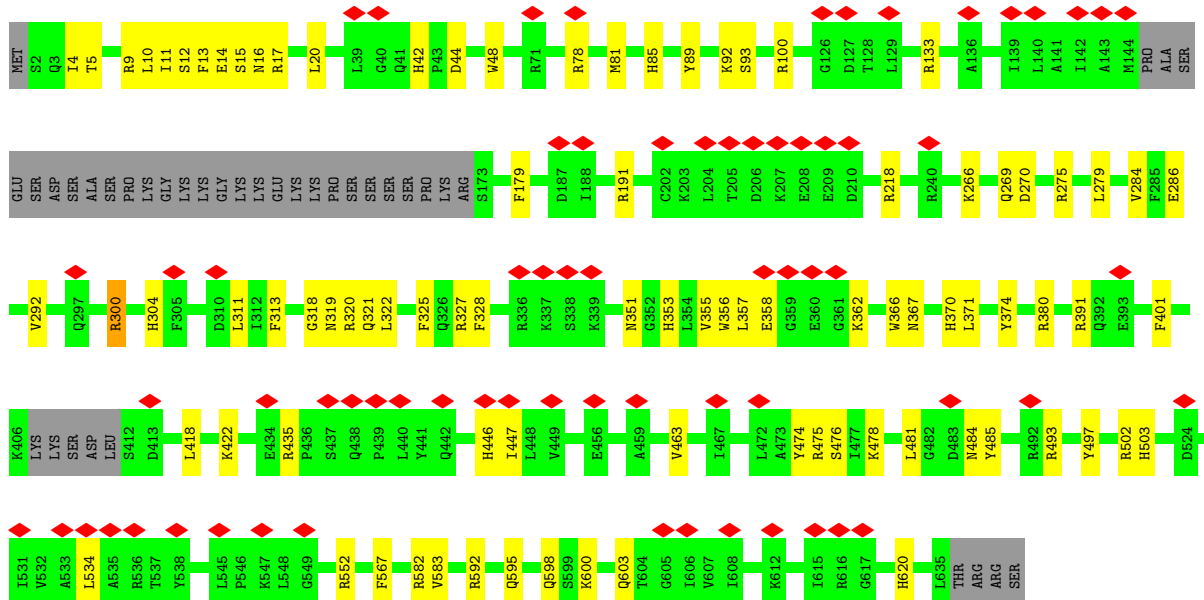 MET S2 Q3 I4 T5 R9 L10 I11 S12 F13 E14 S15 N16 R17 L20 L39 G40 Q41 H42 P43 D44 W48 R71 R78 M81 H85 Y89 K92 S93 R100 G126 D127 T128 L129 R133 A136 I139 L140 A141 I142 A143 M144 PRO ALA SER
GLU SER ASP SER ALA SER PRO LYS GLY LYS LYS GLY LYS LYS GLU LYS LYS PRO SER SER SER SER PRO LYS ARG S173 F179 D187 I188 R191 C202 K203 L204 T205 D206 K207 E208 E209 D210 R218 R240 K266 Q269 D270 R275 L279 V284 F285 E286
V292 Q297 R300 H304 F305 D310 L311 I312 F313 G318 N319 R320 Q321 L322 F325 Q326 R327 F328 R336 K337 S338 K339 N351 G352 H353 L354 V355 W356 L357 E358 G359 E360 G361 K362 W366 N367 H370 L371 Y374 R380 R391 Q392 E393 F401
K406 LYS LYS SER ASP LEU S412 D413 L418 K422 E434 R435 P436 S437 Q438 P439 L440 Y441 Q442 H446 I447 L448 V449 E456 A459 V463 I467 L472 A473 Y474 R475 S476 I477 K478 L481 G482 D483 N484 Y485 R492 R493 Y497 R502 H503 D524
I531 V532 A533 L534 A535 R536 T537 Y538 L545 P546 K547 L548 G549 R552 F567 R582 V583 R592 Q595 Q598 S599 K600 Q603 T604 G605 I606 V607 I608 K612 I615 R616 G617 H620 L635 THR ARG ARG SER